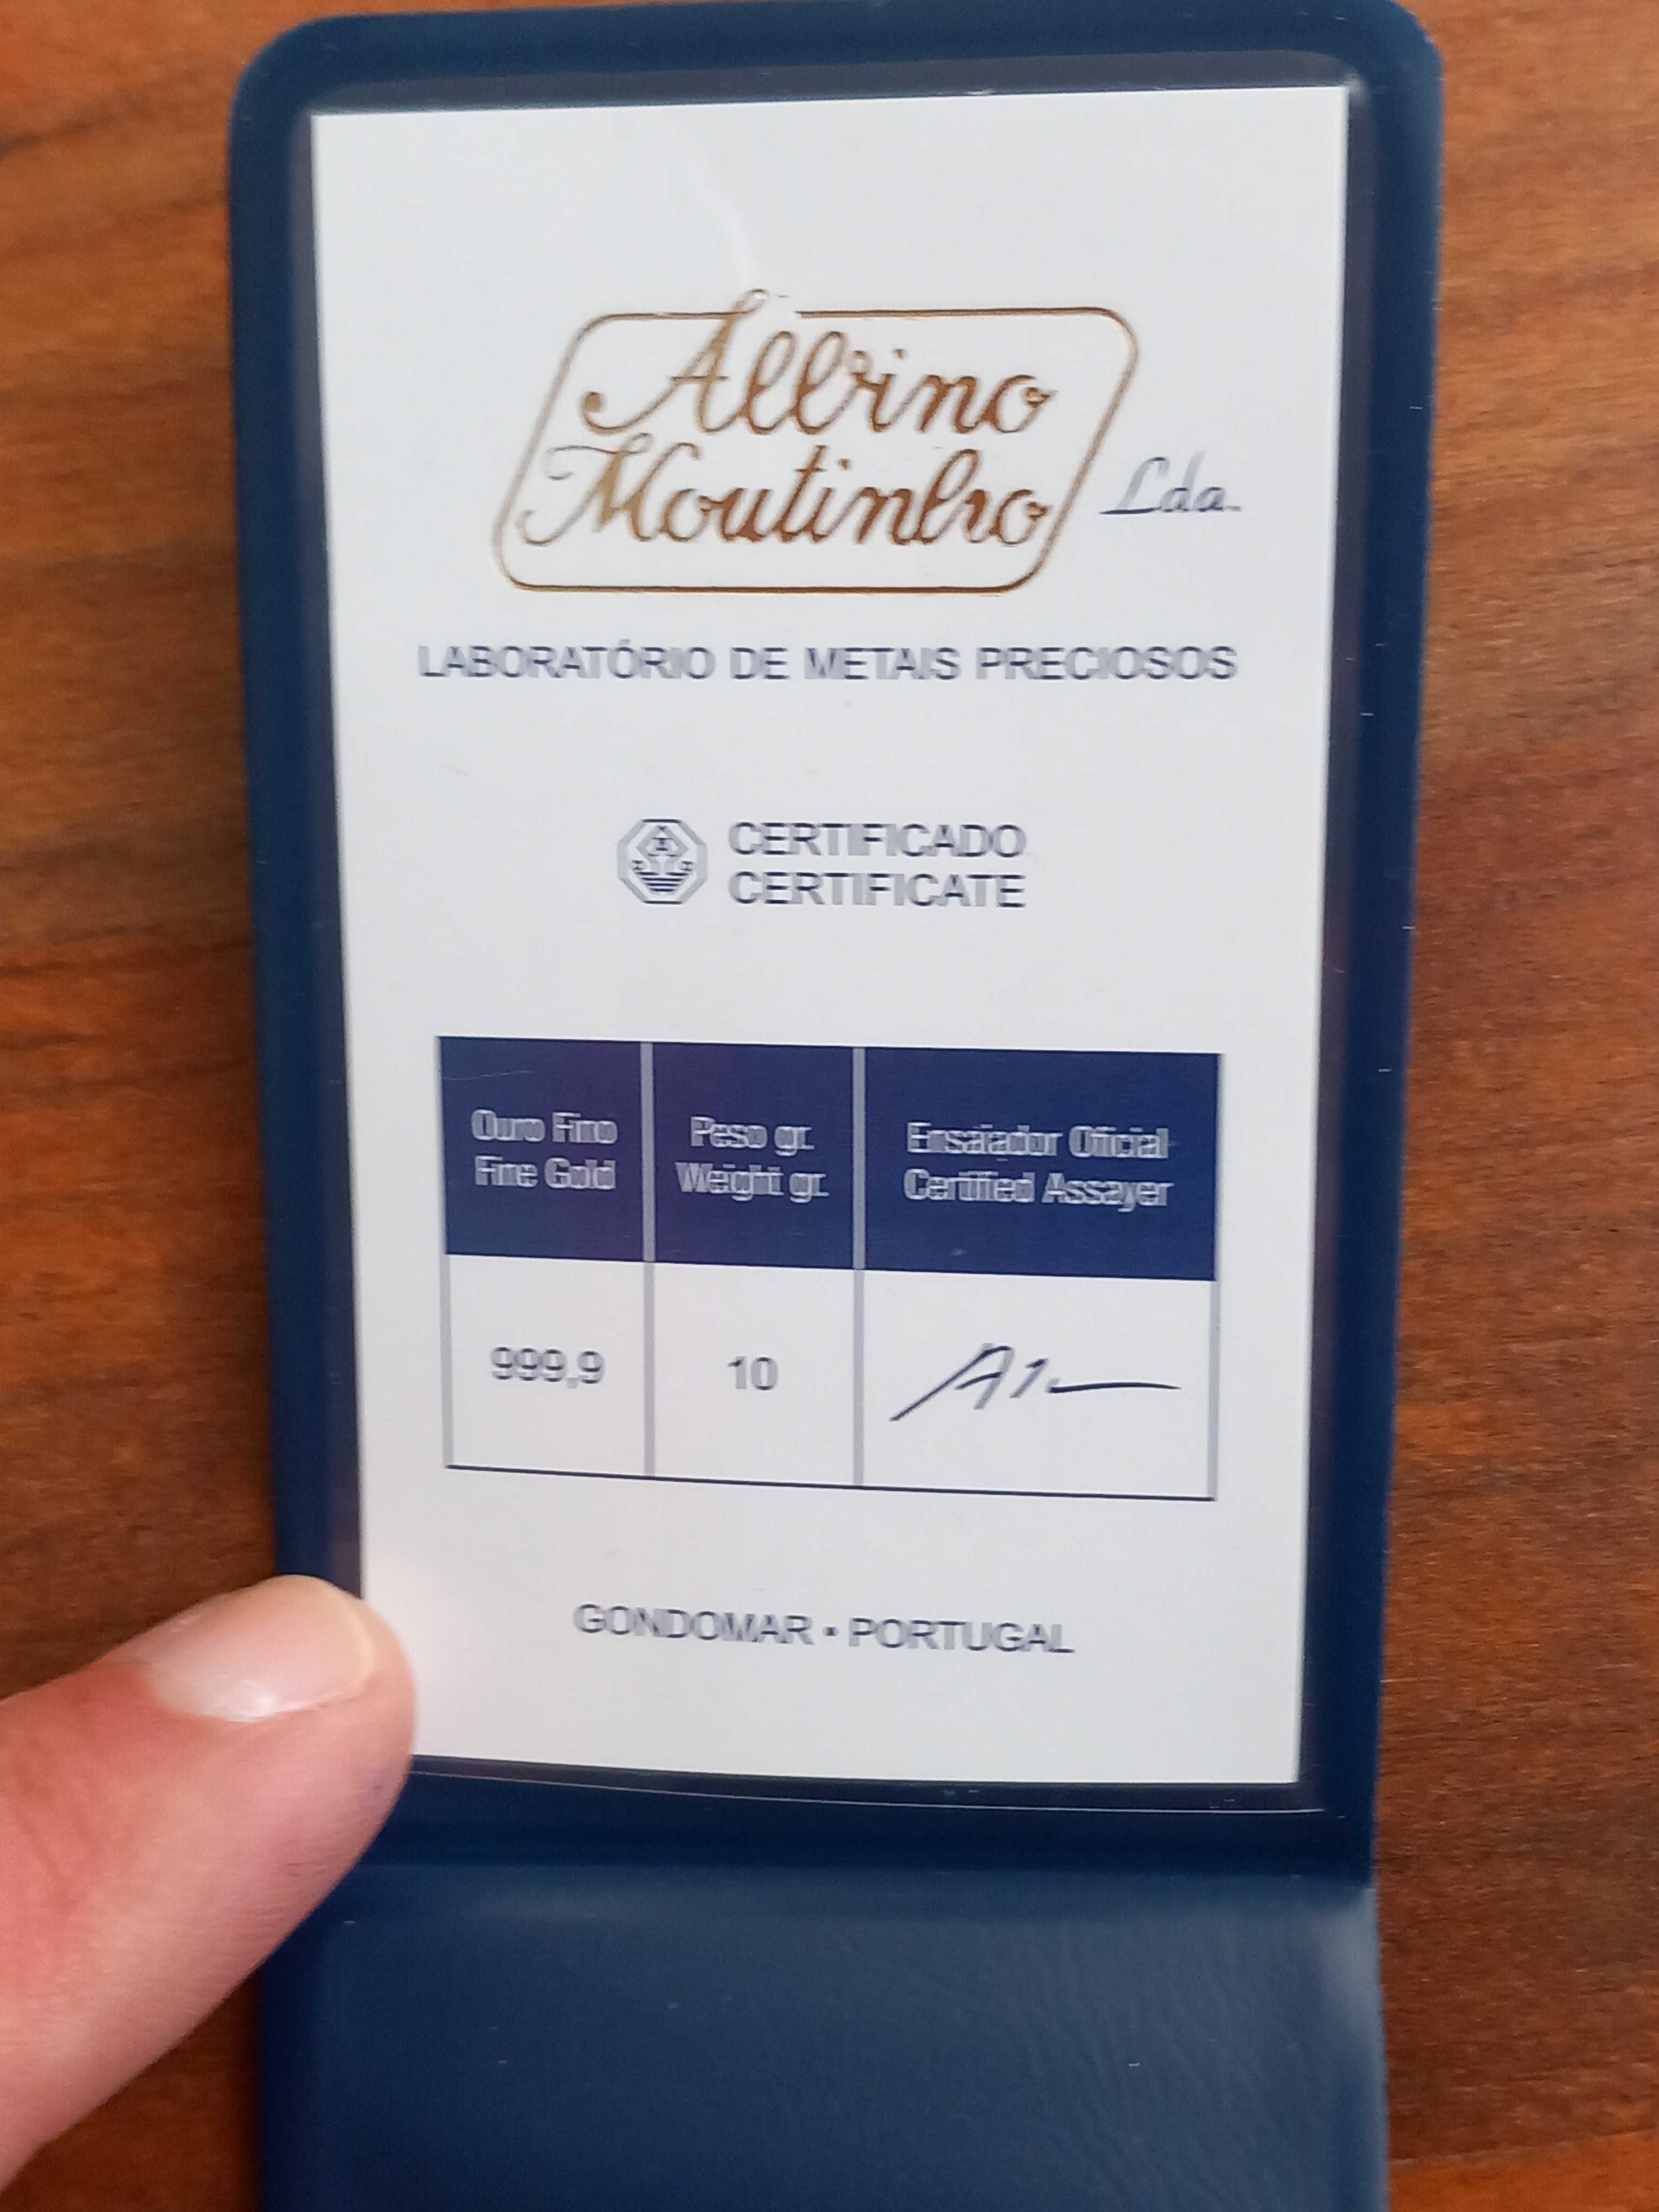 Albino
Moutinho Lda.
LABORATÓRIO DE METAIS PRECIOSOS
CERTIFICADO
CERTIFICATE
Ouro Fino
Fine Gold
Peso gr.
Weight gr.
Ensaiador Oficial
Certified Assayer
999,9
10
GONDOMAR • PORTUGAL